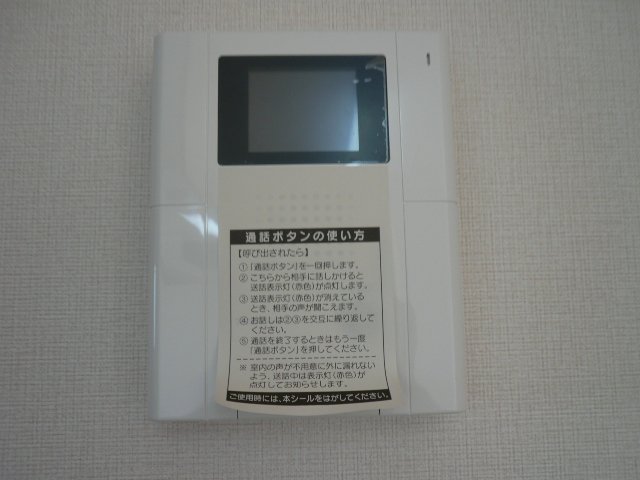 通話ボタンの使い方
【呼び出されたら】
①「通話ボタン」を一回押します。
②こちらから相手に話しかけると
送話表示灯(赤色)が点灯します。
③送話表示灯(赤色)が消えている
とき、相手の声が聞こえます。
④お話しは②③を交互に繰り返して
ください。
⑤通話を終了するときはもう一度
「通話ボタン」を押してください。
※室内の声が不用意に外に漏れない
よう、送話中は表示灯(赤色)が
点灯してお知らせします。
ご使用時には、本シールをはがしてください。